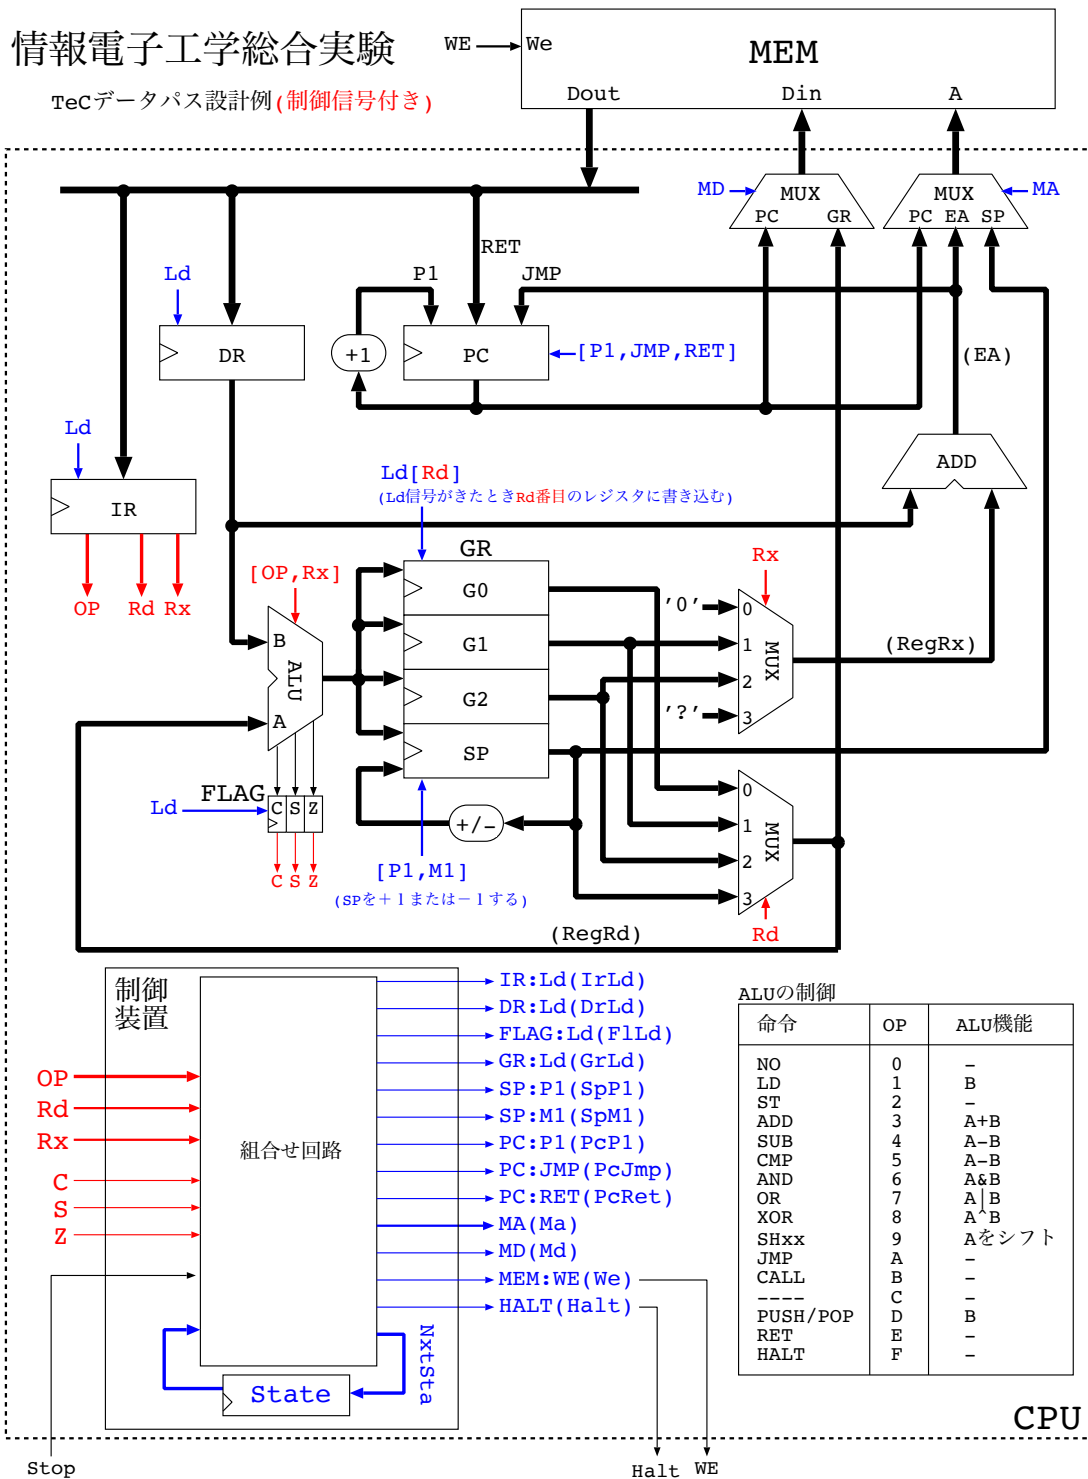 情報電子工学総合実験
TeCデータパス設計例(制御信号付き)
WE
We
MEM
Dout
Din
A
MD
MUX
PC
GR
MUX
MA
PC EA SP
RET
P1
JMP
Ld
DR
+1
PC
[P1,JMP,RET]
(EA)
Ld
IR
ADD
Ld[Rd]
(Ld信号がきたときRd番目のレジスタに書き込む)
GR
OP
Rd
Rx
[OP,Rx]
B
ALU
A
G0
G1
G2
SP
Rx
'0'
0
1
2
'?'
3
MUX
(RegRx)
FLAG
Ld
C S Z
C S Z
+/-
[P1,M1]
(SPを＋１または－１する)
0
1
2
3
MUX
Rd
(RegRd)
制御
装置
組合せ回路
OP
Rd
Rx
C
S
Z
IR:Ld(IrLd)
DR:Ld(DrLd)
FLAG:Ld(FlLd)
GR:Ld(GrLd)
SP:P1(SpP1)
SP:M1(SpM1)
PC:P1(PcP1)
PC:JMP(PcJmp)
PC:RET(PcRet)
MA(Ma)
MD(Md)
MEM:WE(We)
HALT(Halt)
NxtSta
State
ALUの制御
命令 OP ALU機能
NO 0 -
LD 1 B
ST 2 -
ADD 3 A+B
SUB 4 A-B
CMP 5 A-B
AND 6 A&B
OR 7 A|B
XOR 8 A^B
SHxx 9 Aをシフト
JMP A -
CALL B -
---- C -
PUSH/POP D B
RET E -
HALT F -
CPU
Stop
Halt
WE